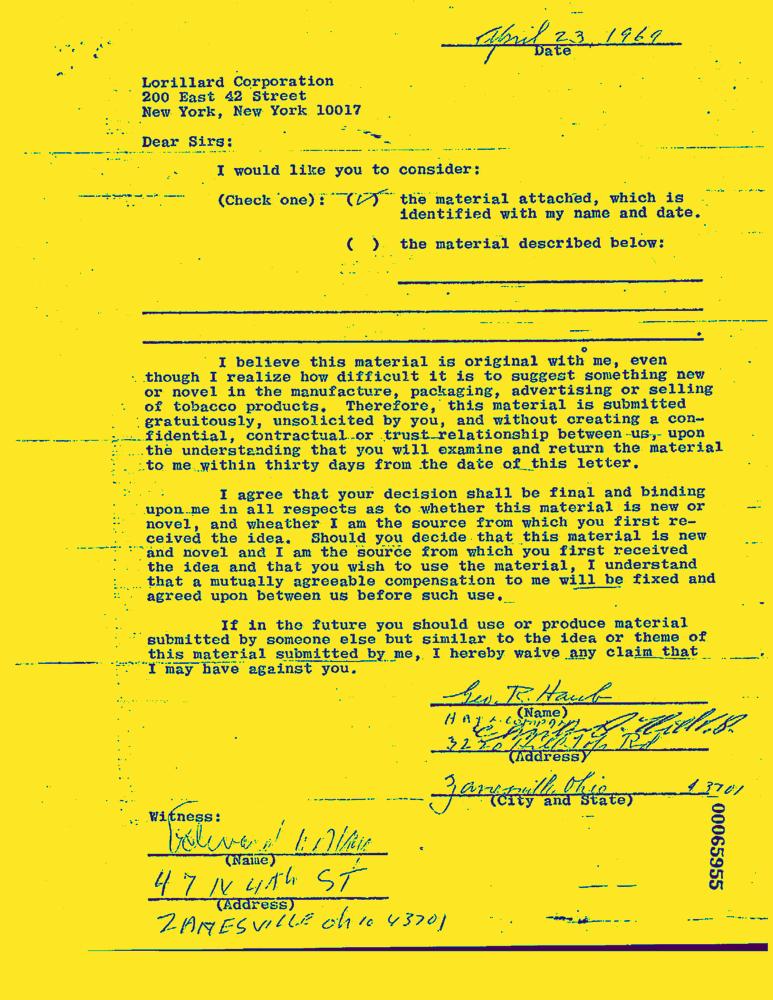 April 23, 1969
Date
Lorillard Corporation
200 East 42 Street
New York, New York 10017
Dear Sirs:
I would like you to consider:
(Check one): (✓) the material attached, which is
identified with my name and date.
( ) the material described below:
I believe this material is original with me, even
though I realize how difficult it is to suggest something new
or novel in the manufacture, packaging, advertising or selling
of tobacco products. Therefore, this material is submitted
gratuitously, unsolicited by you, and without creating a con-
fidential, contractual or trust relationship between us, upon
the understanding that you will examine and return the material
to me within thirty days from the date of this letter.
I agree that your decision shall be final and binding
upon me in all respects as to whether this material is new or
novel, and wheather I am the source from which you first re-
ceived the idea. Should you decide that this material is new
and novel and I am the source from which you first received
the idea and that you wish to use the material, I understand
that a mutually agreeable compensation to me will be fixed and
agreed upon between us before such use.
If in the future you should use or produce material
submitted by someone else but similar to the idea or theme of
this material submitted by me, I hereby waive any claim that
I may have against you.
Geo. R. Haub
(Name)
Rd
(Address)
Zanesville, Ohio 43701
(City and State)
Witness:
(Name)
47 N 4th ST
(Address)
ZANESVILLE Ohio 43701
00065955